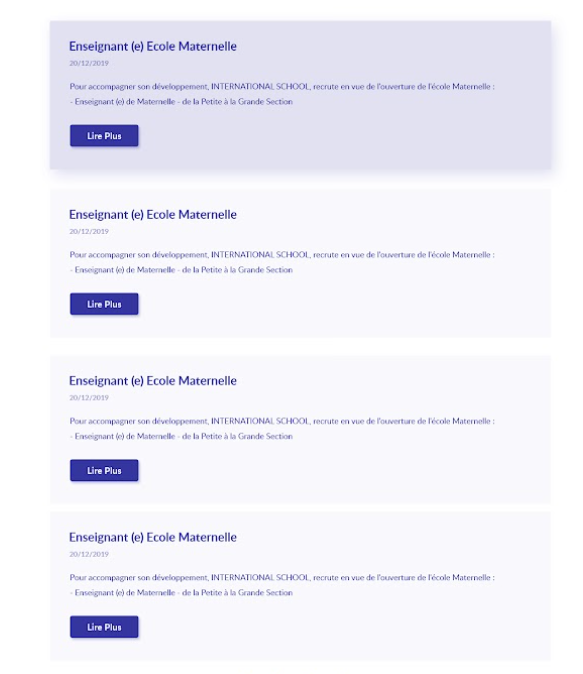 Enseignant (e) Ecole Maternelle
20/12/2019
Pour accompagner son développement, INTERNATIONAL SCHOOL, recrute en vue de l'ouverture de l'école Maternelle :
- Enseignant (e) de Maternelle - de la Petite à la Grande Section
Lire Plus
Enseignant (e) Ecole Maternelle
20/12/2019
Pour accompagner son développement, INTERNATIONAL SCHOOL, recrute en vue de l'ouverture de l'école Maternelle :
- Enseignant (e) de Maternelle - de la Petite à la Grande Section
Lire Plus
Enseignant (e) Ecole Maternelle
20/12/2019
Pour accompagner son développement, INTERNATIONAL SCHOOL, recrute en vue de l'ouverture de l'école Maternelle :
- Enseignant (e) de Maternelle - de la Petite à la Grande Section
Lire Plus
Enseignant (e) Ecole Maternelle
20/12/2019
Pour accompagner son développement, INTERNATIONAL SCHOOL, recrute en vue de l'ouverture de l'école Maternelle :
- Enseignant (e) de Maternelle - de la Petite à la Grande Section
Lire Plus